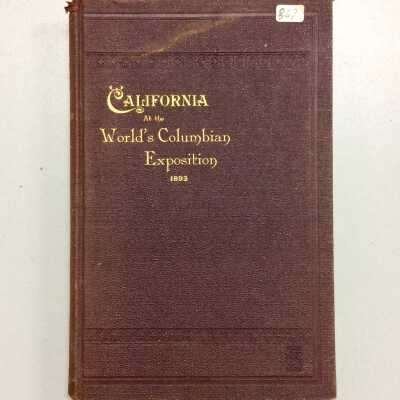 CALIFORNIA
At the
World's Columbian
Exposition
1893